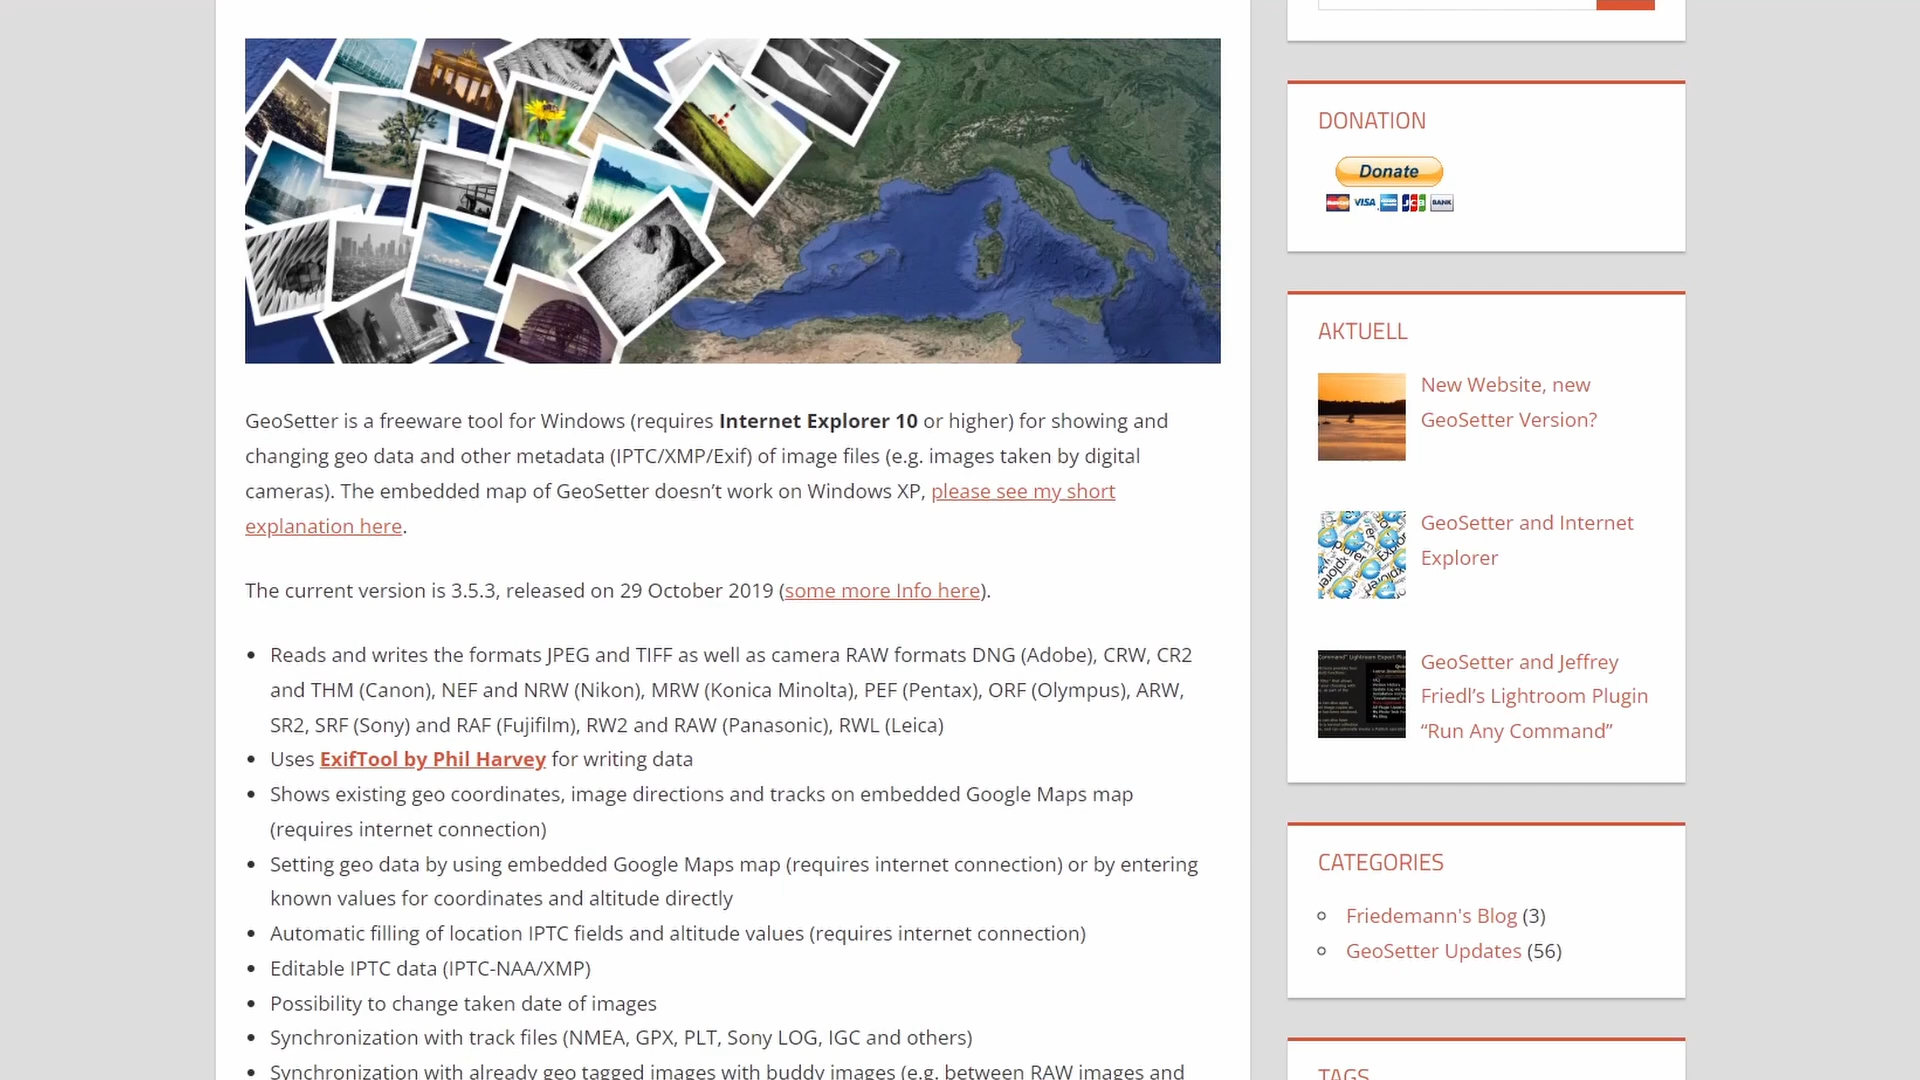 DONATION
Donate
VISA
JCB
BANK
AKTUELL
New Website, new
GeoSetter Version?
GeoSetter is a freeware tool for Windows (requires Internet Explorer 10 or higher) for showing and
changing geo data and other metadata (IPTC/XMP/Exif) of image files (e.g. images taken by digital
cameras). The embedded map of GeoSetter doesn’t work on Windows XP, please see my short
explanation here.
GeoSetter and Internet
Explorer
The current version is 3.5.3, released on 29 October 2019 (some more Info here).
GeoSetter and Jeffrey
Friedl’s Lightroom Plugin
“Run Any Command”
• Reads and writes the formats JPEG and TIFF as well as camera RAW formats DNG (Adobe), CRW, CR2
and THM (Canon), NEF and NRW (Nikon), MRW (Konica Minolta), PEF (Pentax), ORF (Olympus), ARW,
SR2, SRF (Sony) and RAF (Fujifilm), RW2 and RAW (Panasonic), RWL (Leica)
• Uses ExifTool by Phil Harvey for writing data
• Shows existing geo coordinates, image directions and tracks on embedded Google Maps map
(requires internet connection)
• Setting geo data by using embedded Google Maps map (requires internet connection) or by entering
known values for coordinates and altitude directly
• Automatic filling of location IPTC fields and altitude values (requires internet connection)
• Editable IPTC data (IPTC-NAA/XMP)
• Possibility to change taken date of images
• Synchronization with track files (NMEA, GPX, PLT, Sony LOG, IGC and others)
• Synchronization with already geo tagged images with buddy images (e.g. between RAW images and
CATEGORIES
Friedemann's Blog (3)
GeoSetter Updates (56)
TAGS